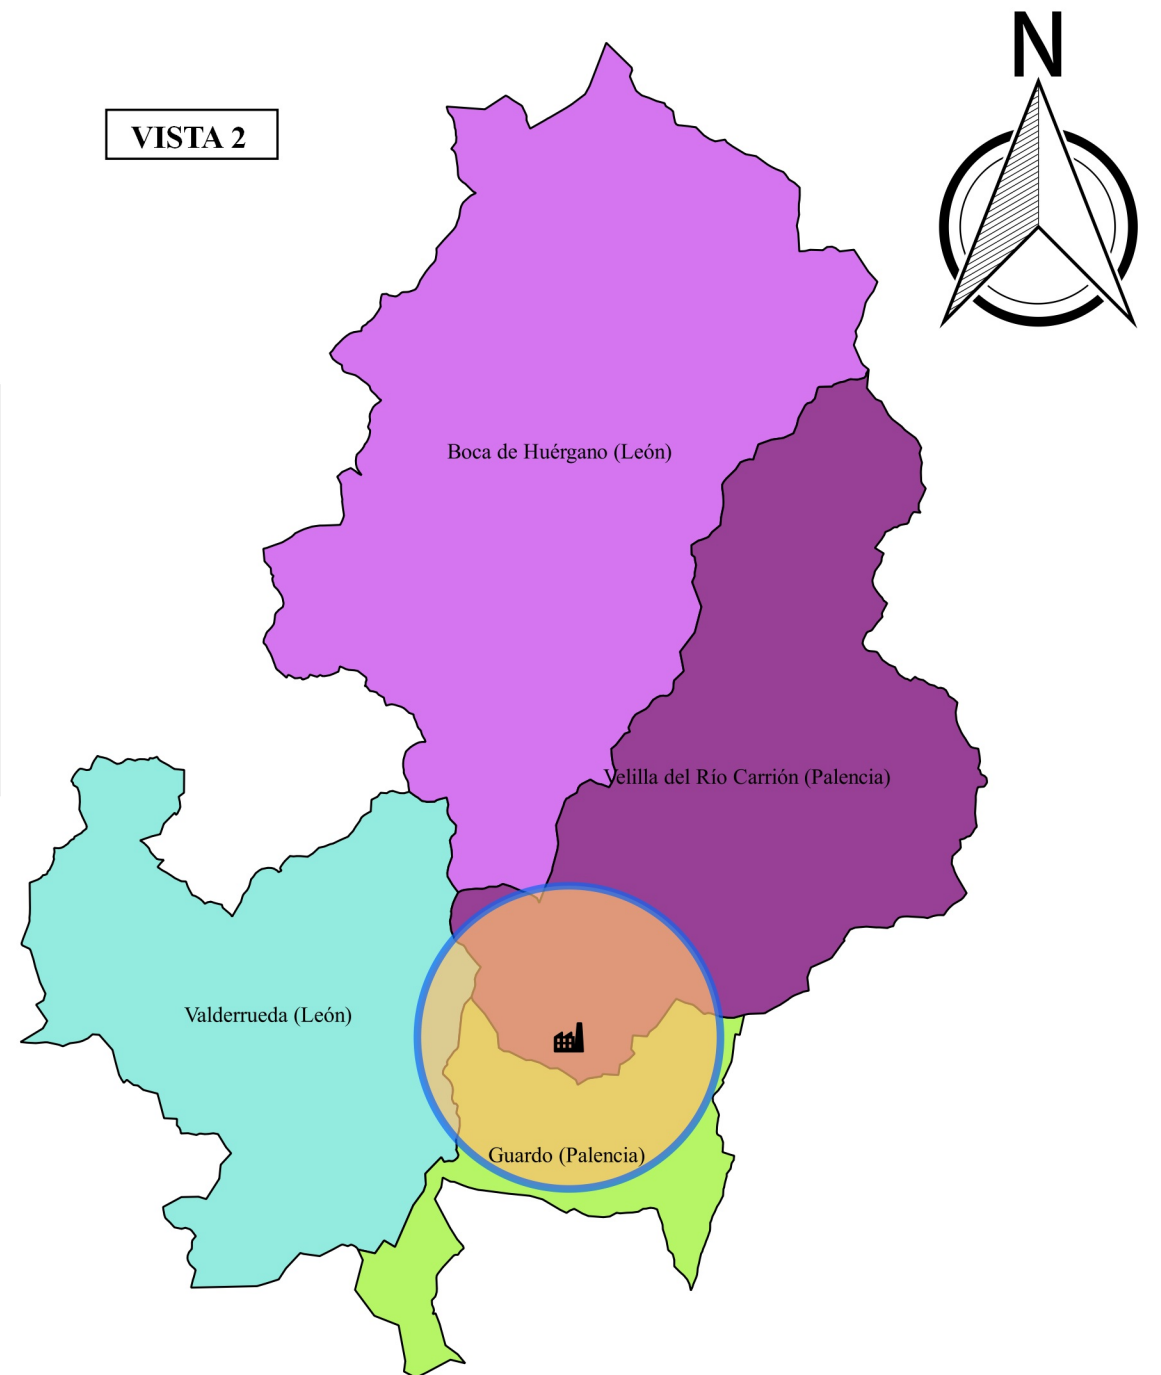 N
VISTA 2
Boca de Huérgano (León)
Velilla del Río Carrión (Palencia)
Valderrueda (León)
Guardo (Palencia)